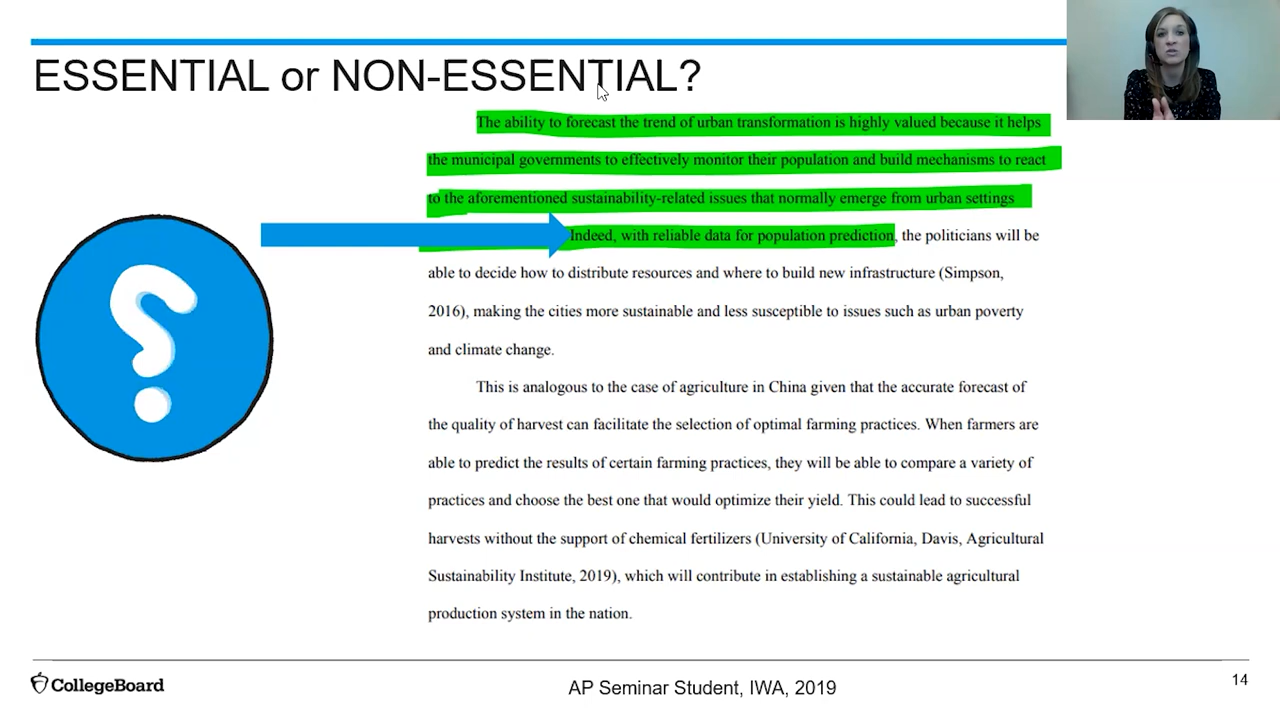 ESSENTIAL or NON-ESSENTIAL?
The ability to forecast the trend of urban transformation is highly valued because it helps
the municipal governments to effectively monitor their population and build mechanisms to react
to the aforementioned sustainability-related issues that normally emerge from urban settings
Indeed, with reliable data for population prediction, the politicians will be
able to decide how to distribute resources and where to build new infrastructure (Simpson,
2016), making the cities more sustainable and less susceptible to issues such as urban poverty
and climate change.
This is analogous to the case of agriculture in China given that the accurate forecast of
the quality of harvest can facilitate the selection of optimal farming practices. When farmers are
able to predict the results of certain farming practices, they will be able to compare a variety of
practices and choose the best one that would optimize their yield. This could lead to successful
harvests without the support of chemical fertilizers (University of California, Davis, Agricultural
Sustainability Institute, 2019), which will contribute in establishing a sustainable agricultural
production system in the nation.
CollegeBoard
AP Seminar Student, IWA, 2019
14